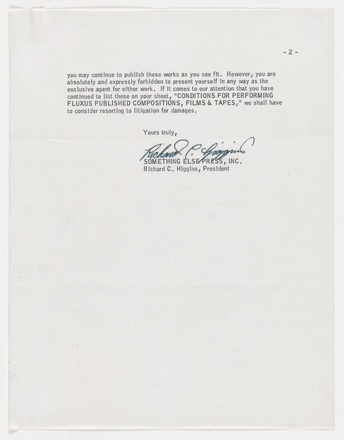 - 2 -
you may continue to publish these works as you see fit. However, you are
absolutely and expressly forbidden to present yourself in any way as the
exclusive agent for either work. If it comes to our attention that you have
continued to list these on your sheet, "CONDITIONS FOR PERFORMING
FLUXUS PUBLISHED COMPOSITIONS, FILMS & TAPES," we shall have
to consider resorting to litigation for damages.
Yours truly,
Richard C. Higgins
SOMETHING ELSE PRESS, INC.
Richard C. Higgins, President